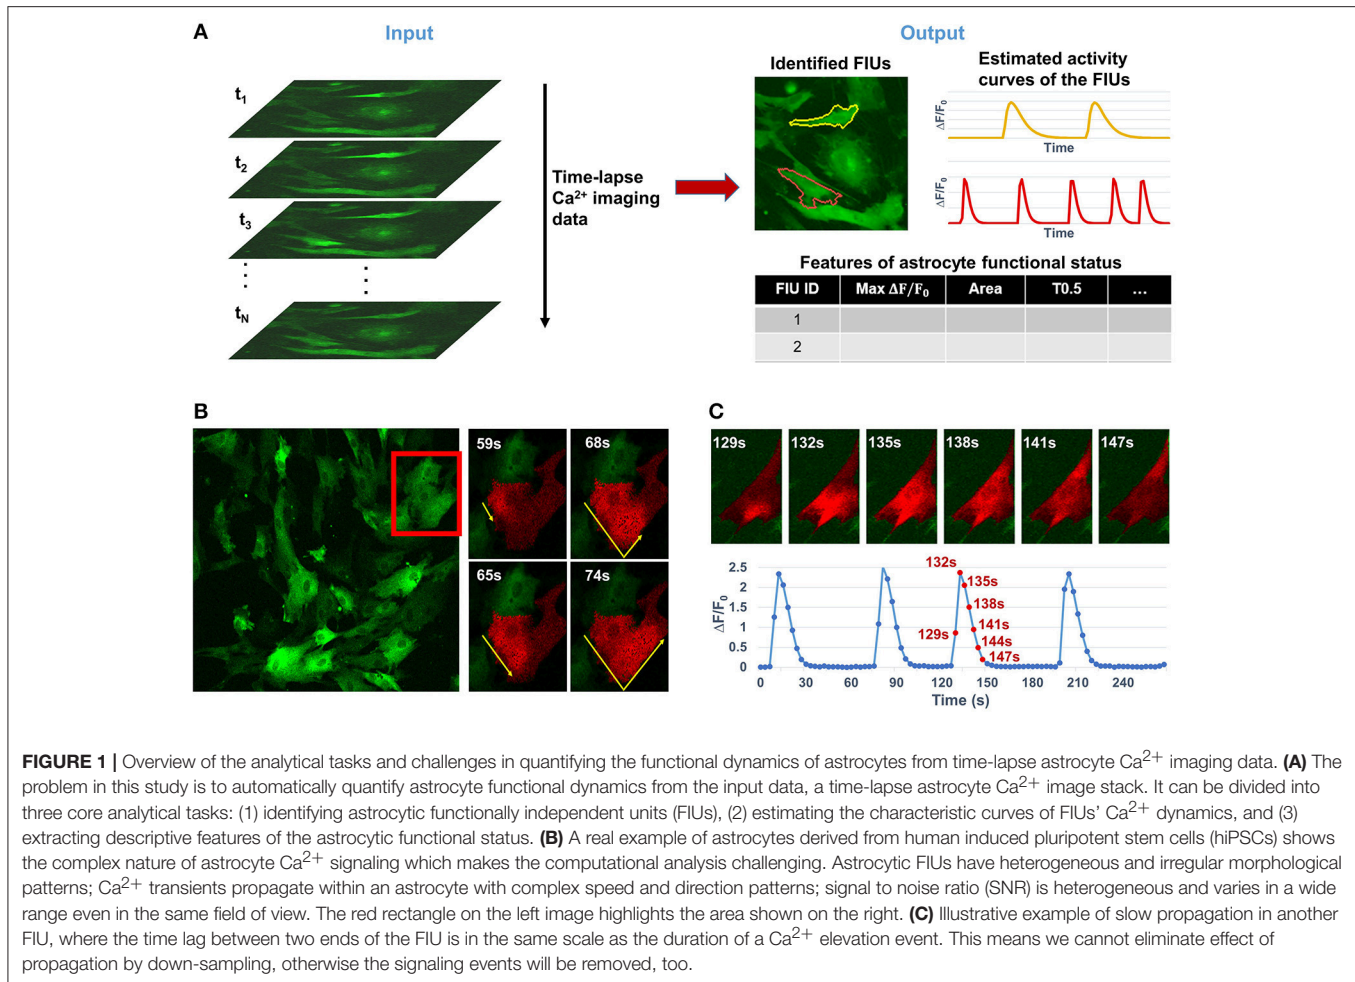 A
Input
Output
t1
t2
t3
tN
Time-lapse
Ca2+ imaging
data
Identified FIUs
Estimated activity
curves of the FIUs
ΔF/F0
Time
ΔF/F0
Time
Features of astrocyte functional status
FIU ID Max ΔF/F0 Area T0.5 ...
1
2
B
59s 68s
65s 74s
C
129s 132s 135s 138s 141s 147s
ΔF/F0
2.5
2
1.5
1
0.5
0
132s
135s
138s
129s
141s
144s
147s
0 30 60 90 120 150 180 210 240
Time (s)
FIGURE 1 | Overview of the analytical tasks and challenges in quantifying the functional dynamics of astrocytes from time-lapse astrocyte Ca2+ imaging data. (A) The
problem in this study is to automatically quantify astrocyte functional dynamics from the input data, a time-lapse astrocyte Ca2+ image stack. It can be divided into
three core analytical tasks: (1) identifying astrocytic functionally independent units (FIUs), (2) estimating the characteristic curves of FIUs' Ca2+ dynamics, and (3)
extracting descriptive features of the astrocytic functional status. (B) A real example of astrocytes derived from human induced pluripotent stem cells (hiPSCs) shows
the complex nature of astrocyte Ca2+ signaling which makes the computational analysis challenging. Astrocytic FIUs have heterogeneous and irregular morphological
patterns; Ca2+ transients propagate within an astrocyte with complex speed and direction patterns; signal to noise ratio (SNR) is heterogeneous and varies in a wide
range even in the same field of view. The red rectangle on the left image highlights the area shown on the right. (C) Illustrative example of slow propagation in another
FIU, where the time lag between two ends of the FIU is in the same scale as the duration of a Ca2+ elevation event. This means we cannot eliminate effect of
propagation by down-sampling, otherwise the signaling events will be removed, too.